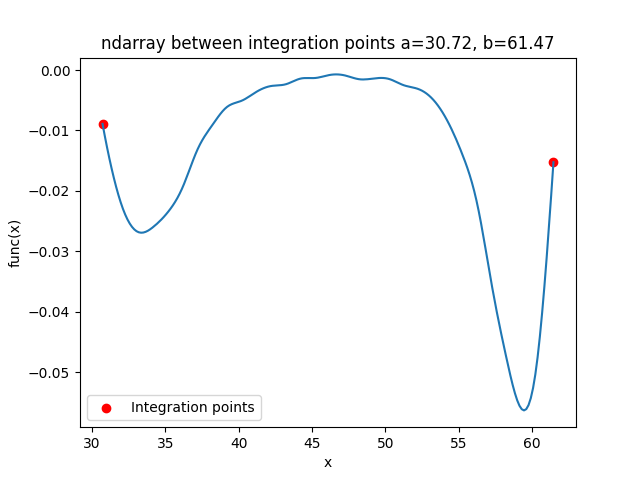 ndarray between integration points a=30.72, b=61.47
0.00
−0.01
−0.02
−0.03
−0.04
−0.05
func(x)
Integration points
30 35 40 45 50 55 60
x